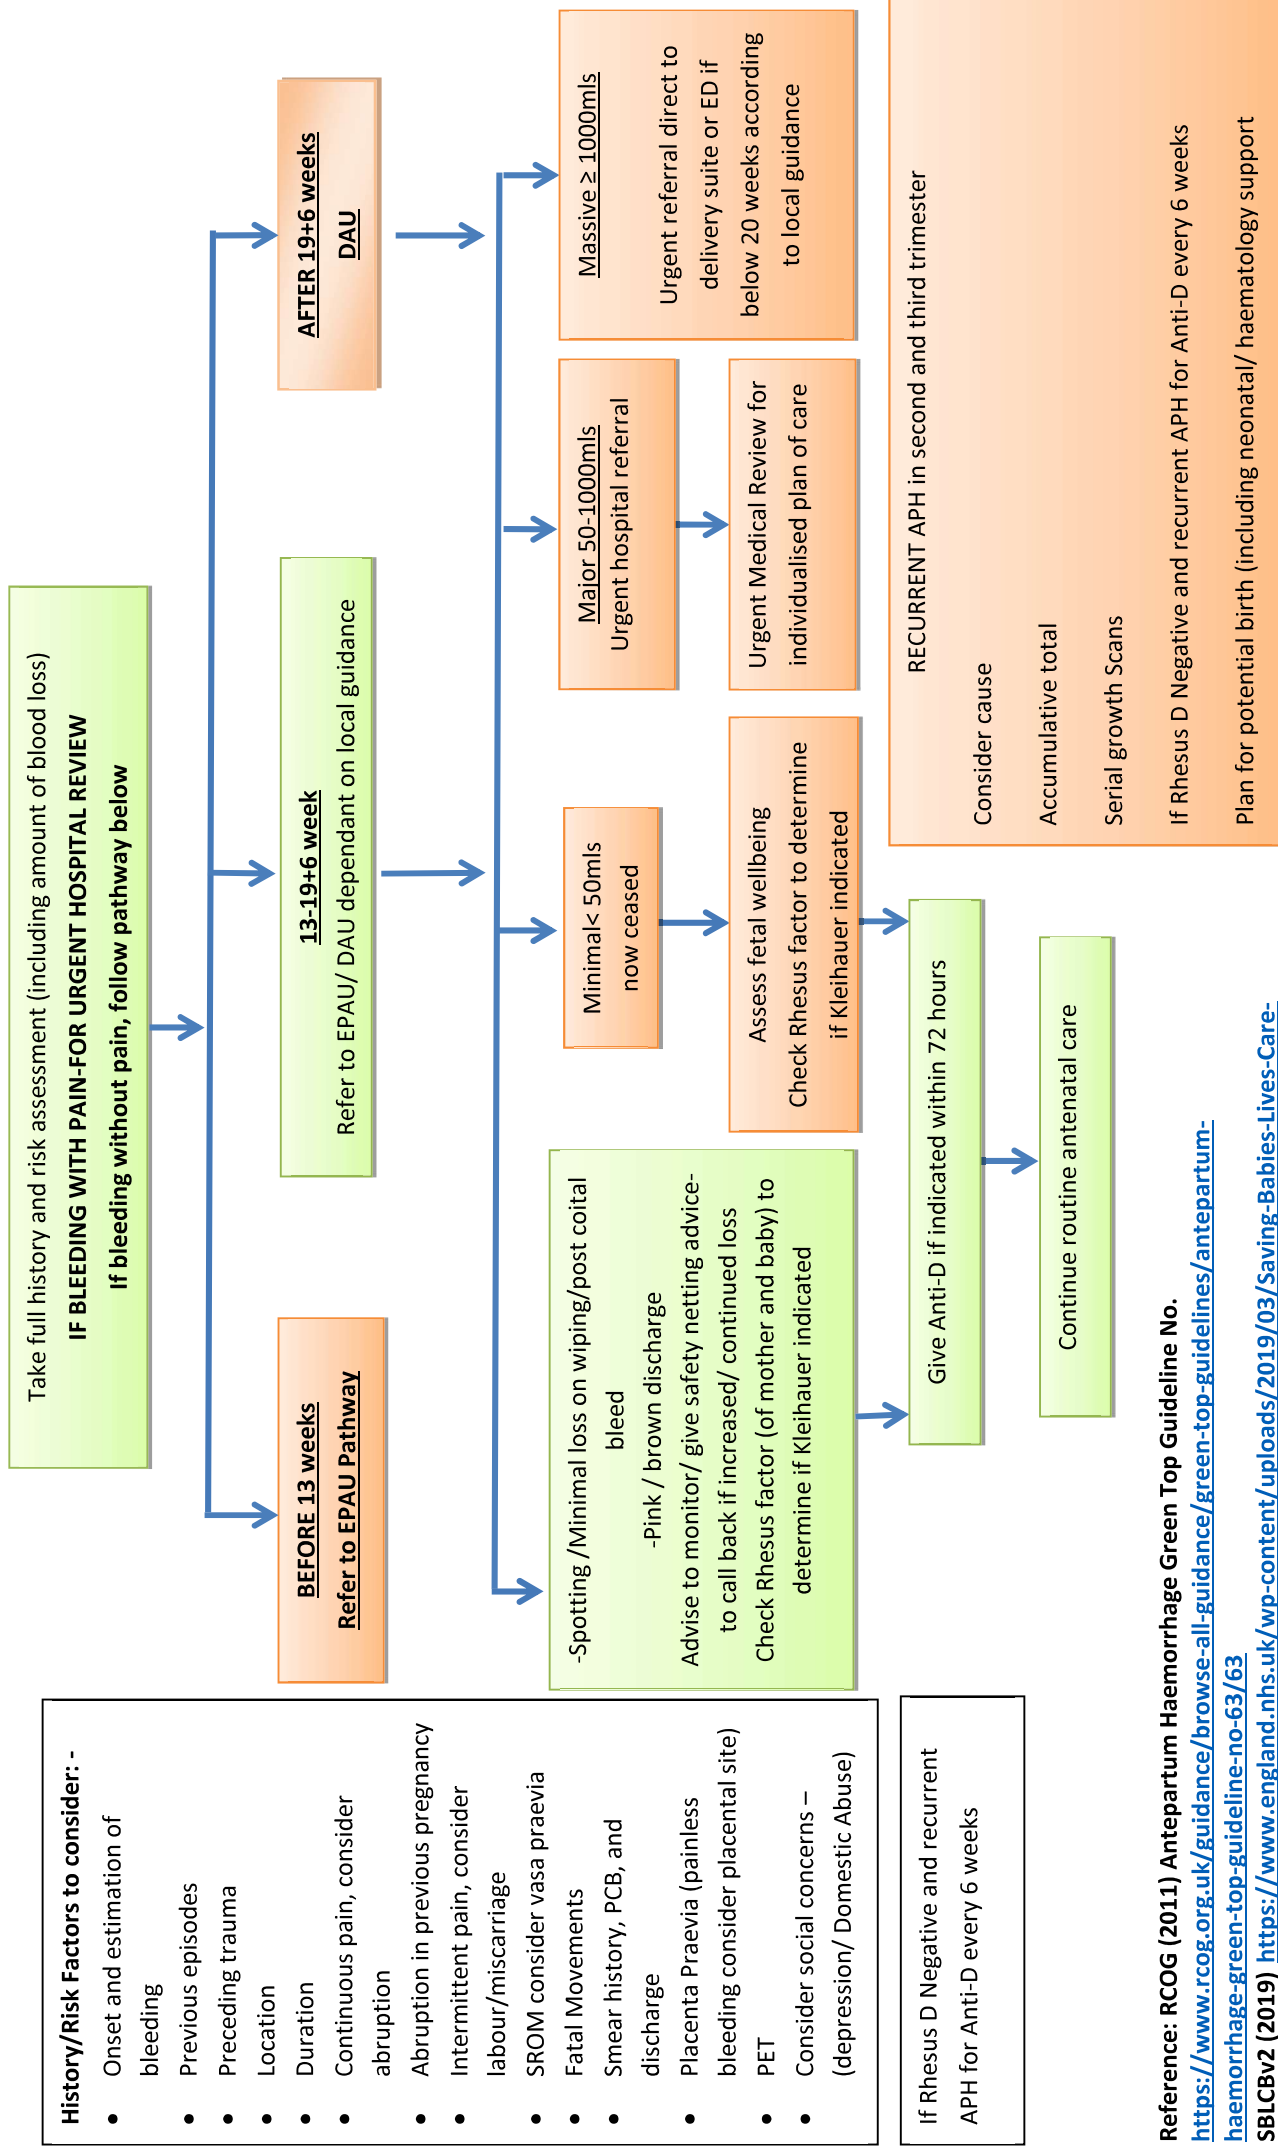 Take full history and risk assessment (including amount of blood loss)
IF BLEEDING WITH PAIN-FOR URGENT HOSPITAL REVIEW
If bleeding without pain, follow pathway below
History/Risk Factors to consider: -
• Onset and estimation of
bleeding
• Previous episodes
• Preceding trauma
• Location
• Duration
• Continuous pain, consider
abruption
• Abruption in previous pregnancy
• Intermittent pain, consider
labour/miscarriage
• SROM consider vasa praevia
• Fatal Movements
• Smear history, PCB, and
discharge
• Placenta Praevia (painless
bleeding consider placental site)
• PET
• Consider social concerns –
(depression/ Domestic Abuse)
BEFORE 13 weeks
Refer to EPAU Pathway
13-19+6 week
Refer to EPAU/ DAU dependant on local guidance
AFTER 19+6 weeks
DAU
-Spotting /Minimal loss on wiping/post coital
bleed
-Pink / brown discharge
Advise to monitor/ give safety netting advice-
to call back if increased/ continued loss
Check Rhesus factor (of mother and baby) to
determine if Kleihauer indicated
Minimal< 50mls
now ceased
Assess fetal wellbeing
Check Rhesus factor to determine
if Kleihauer indicated
Major 50-1000mls
Urgent hospital referral
Urgent Medical Review for
individualised plan of care
Massive ≥ 1000mls
Urgent referral direct to
delivery suite or ED if
below 20 weeks according
to local guidance
If Rhesus D Negative and recurrent
APH for Anti-D every 6 weeks
Give Anti-D if indicated within 72 hours
Continue routine antenatal care
RECURRENT APH in second and third trimester
Consider cause
Accumulative total
Serial growth Scans
If Rhesus D Negative and recurrent APH for Anti-D every 6 weeks
Plan for potential birth (including neonatal/ haematology support
Reference: RCOG (2011) Antepartum Haemorrhage Green Top Guideline No.
https://www.rcog.org.uk/guidance/browse-all-guidance/green-top-guidelines/antepartum-
haemorrhage-green-top-guideline-no-63/63
SBLCBv2 (2019) https://www.england.nhs.uk/wp-content/uploads/2019/03/Saving-Babies-Lives-Care-